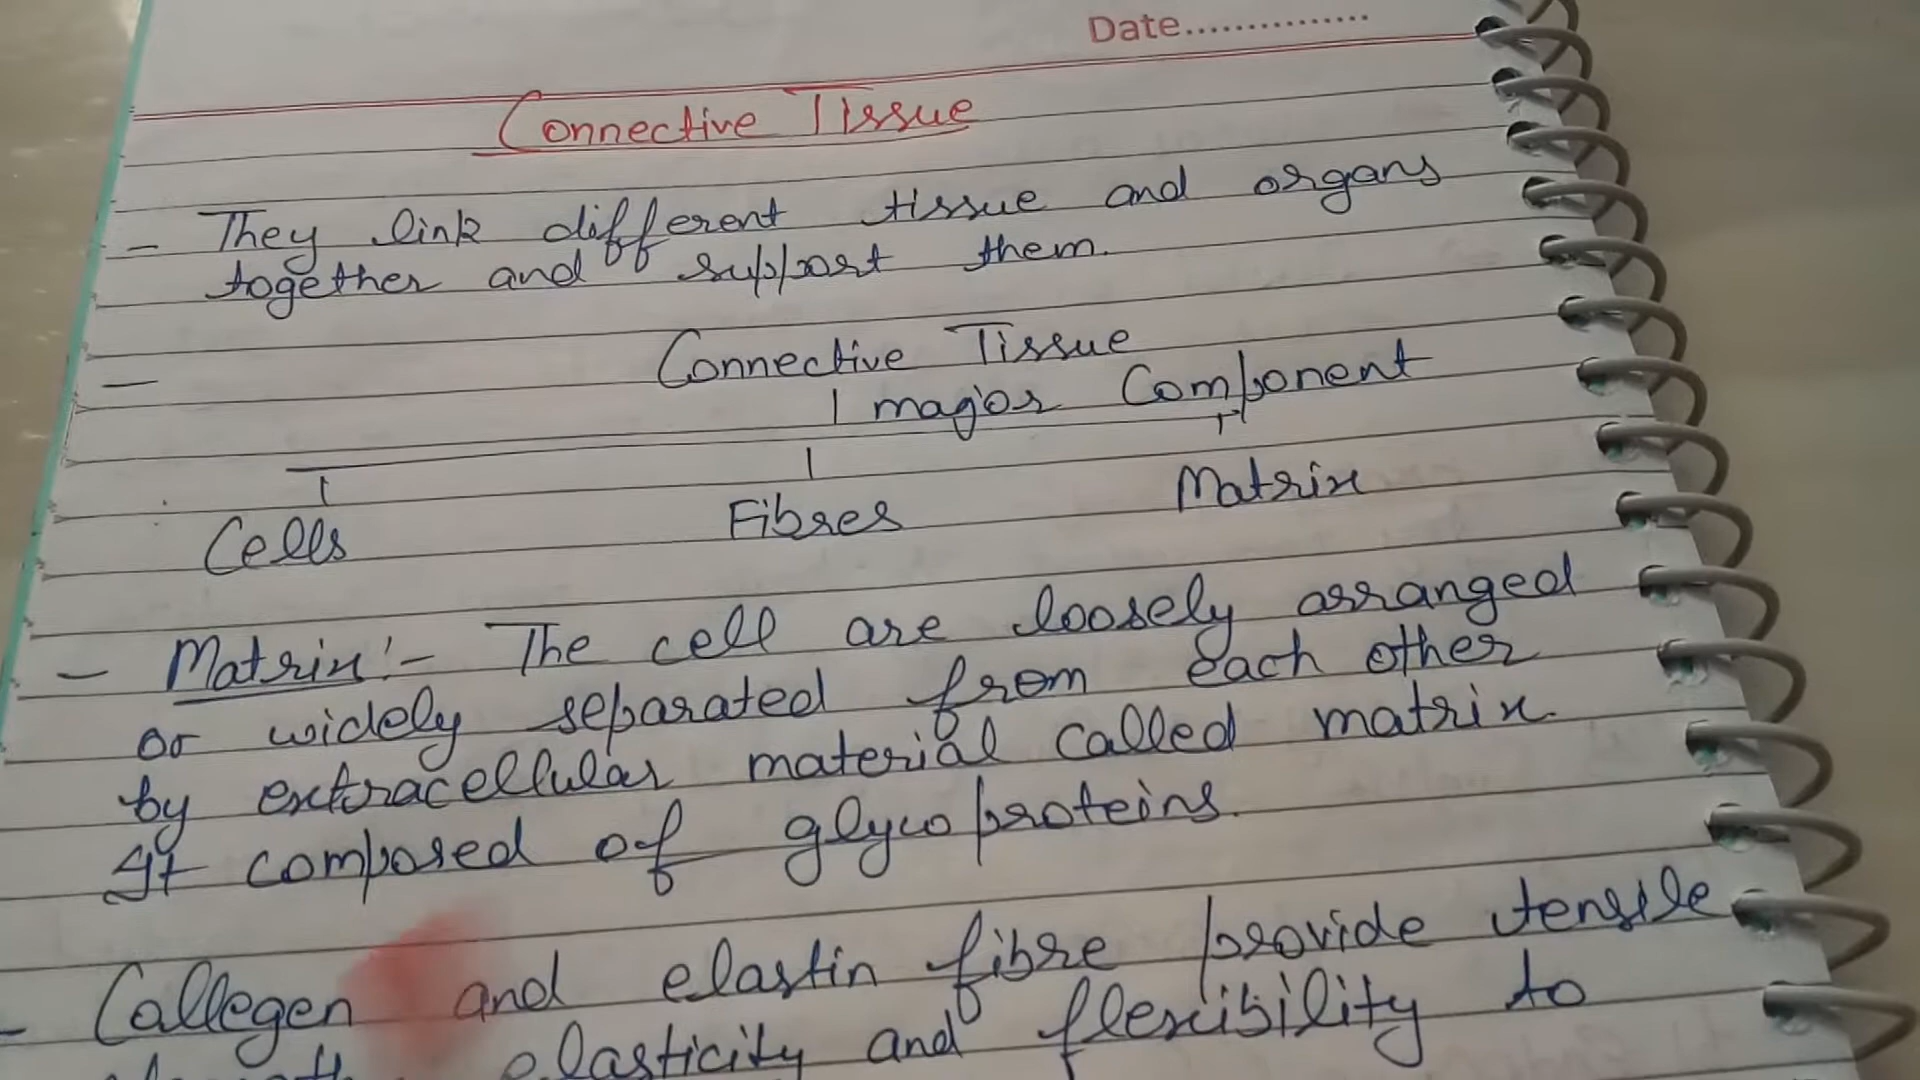 Date...............
Connective Tissue
- They link different tissue and organs
together and support them.
- Connective Tissue
magior Component
Cells Fibres Matrix
- Matrix:- The cell are loosely arranged
or widely separated from each other
by extracellular material called matrix.
It composed of glycoproteins.
- Callegen and elastin fibre provide tensile
elasticity and flexibility to